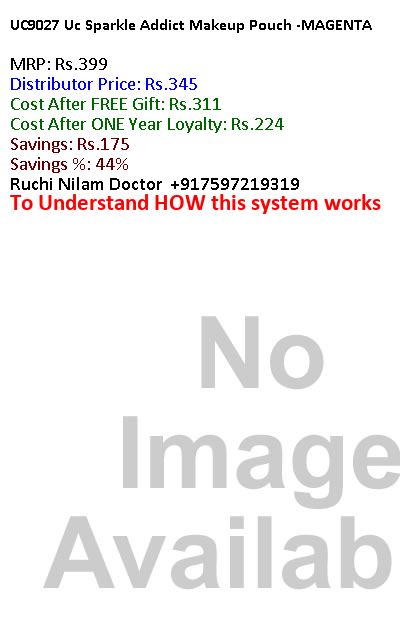 UC9027 Uc Sparkle Addict Makeup Pouch -MAGENTA
MRP: Rs.399
Distributor Price: Rs.345
Cost After FREE Gift: Rs.311
Cost After ONE Year Loyalty: Rs.224
Savings: Rs.175
Savings %: 44%
Ruchi Nilam Doctor +917597219319
To Understand HOW this system works
No
Image
Availab